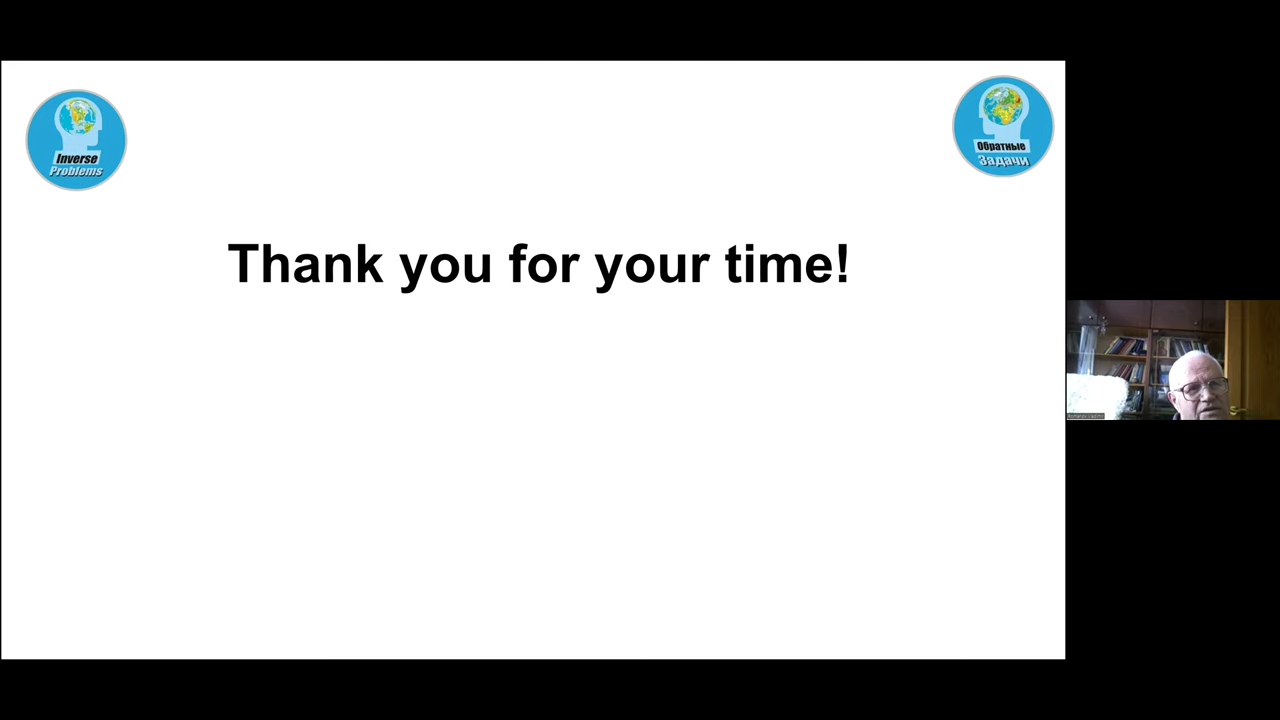 Inverse
Problems
Обратные
Задачи
Thank you for your time!